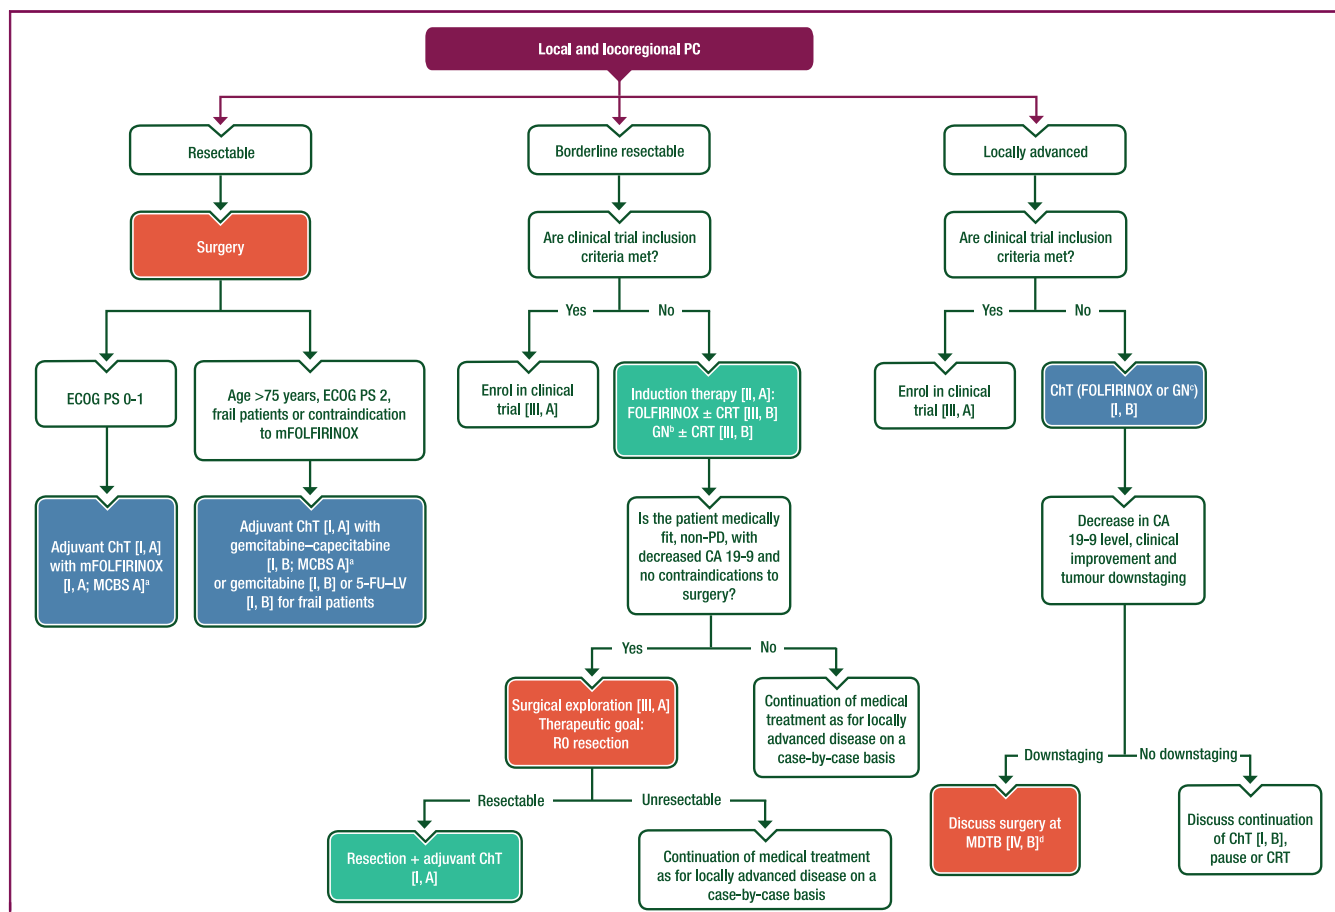 Local and locoregional PC
Resectable
Borderline resectable
Locally advanced
Surgery
Are clinical trial inclusion
criteria met?
Are clinical trial inclusion
criteria met?
Yes
No
Yes
No
ECOG PS 0-1
Age >75 years, ECOG PS 2,
frail patients or contraindication
to mFOLFIRINOX
Enrol in clinical
trial [III, A]
Induction therapy [II, A]:
FOLFIRINOX ± CRT [III, B]
GNᵇ ± CRT [III, B]
Enrol in clinical
trial [III, A]
ChT (FOLFIRINOX or GNᶜ)
[I, B]
Adjuvant ChT [I, A]
with mFOLFIRINOX
[I, A; MCBS A]ᵃ
Adjuvant ChT [I, A] with
gemcitabine–capecitabine
[I, B; MCBS A]ᵃ
or gemcitabine [I, B] or 5-FU–LV
[I, B] for frail patients
Is the patient medically
fit, non-PD, with
decreased CA 19-9 and
no contraindications to
surgery?
Decrease in CA
19-9 level, clinical
improvement and
tumour downstaging
Yes
No
Surgical exploration [III, A]
Therapeutic goal:
R0 resection
Continuation of medical
treatment as for locally
advanced disease on a
case-by-case basis
Downstaging
No downstaging
Resectable
Unresectable
Discuss surgery at
MDTB [IV, B]ᵈ
Discuss continuation
of ChT [I, B],
pause or CRT
Resection + adjuvant ChT
[I, A]
Continuation of medical treatment
as for locally advanced disease on a
case-by-case basis